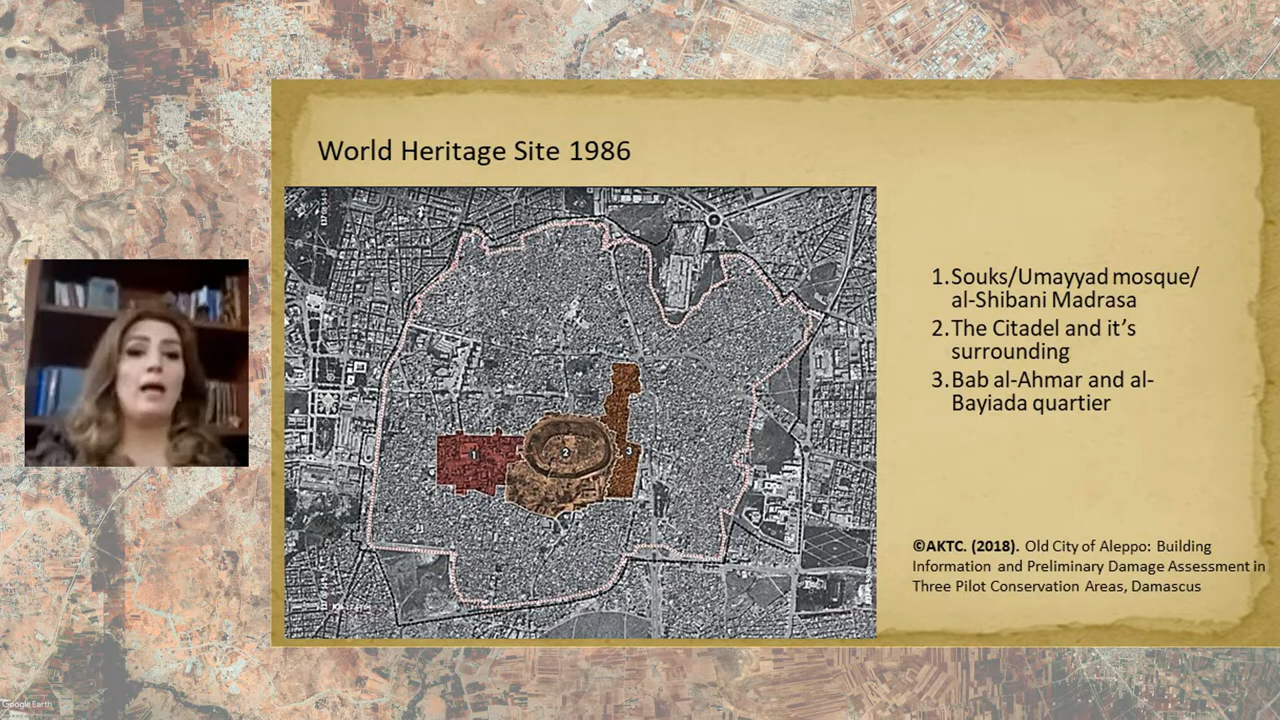 World Heritage Site 1986
1
2
3
1.Souks/Umayyad mosque/
al-Shibani Madrasa
2.The Citadel and it's
surrounding
3.Bab al-Ahmar and al-
Bayiada quartier
©AKTC. (2018). Old City of Aleppo: Building
Information and Preliminary Damage Assessment in
Three Pilot Conservation Areas, Damascus
Google Earth